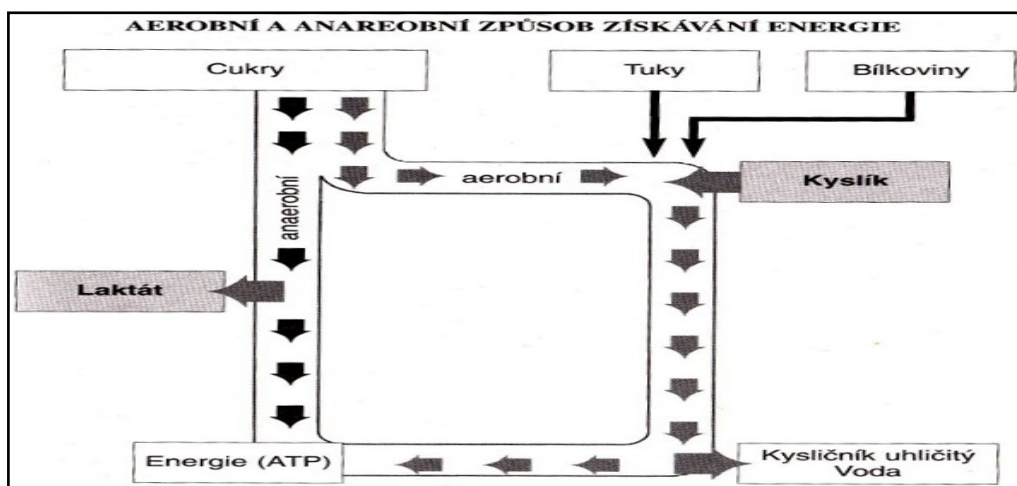 AEROBNÍ A ANAREOBNÍ ZPŮSOB ZÍSKÁVÁNÍ ENERGIE
Cukry
Tuky
Bílkoviny
aerobní
Kyslík
anaerobní
Laktát
Energie (ATP)
Kysličník uhličitý
Voda